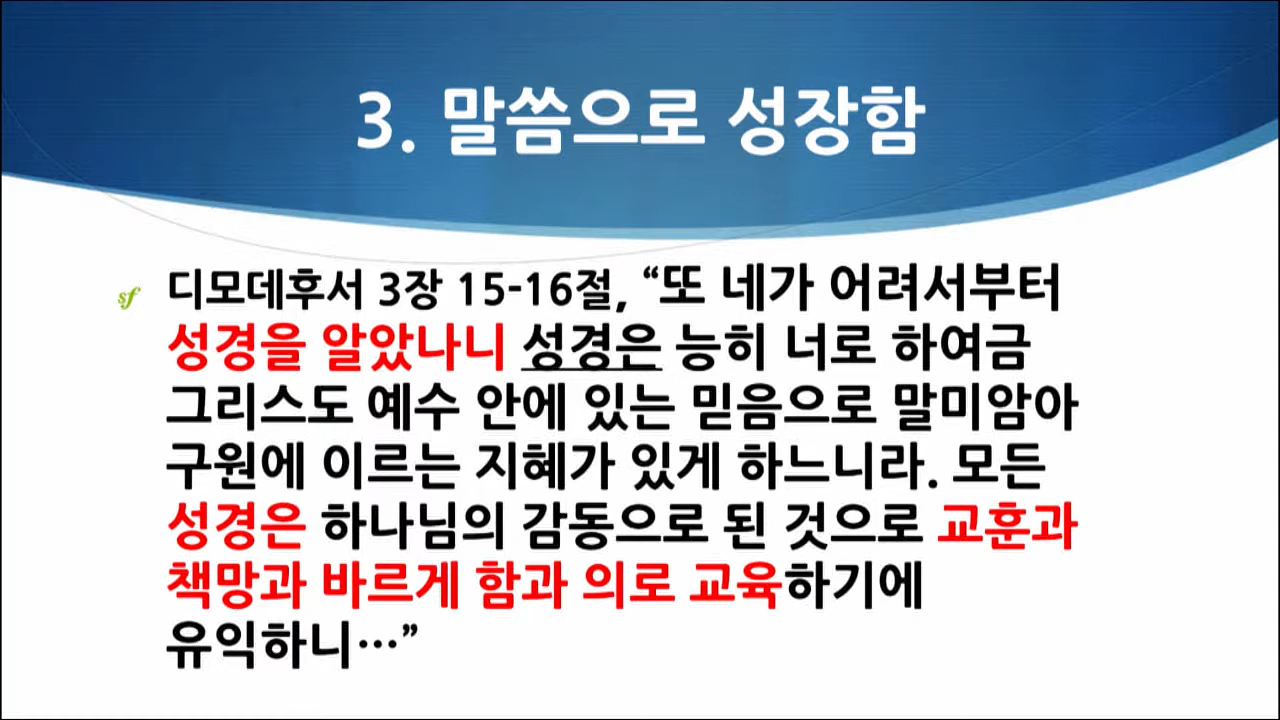 3. 말씀으로 성장함
디모데후서 3장 15-16절, “또 네가 어려서부터
성경을 알았나니 성경은 능히 너로 하여금
그리스도 예수 안에 있는 믿음으로 말미암아
구원에 이르는 지혜가 있게 하느니라. 모든
성경은 하나님의 감동으로 된 것으로 교훈과
책망과 바르게 함과 의로 교육하기에
유익하니…”